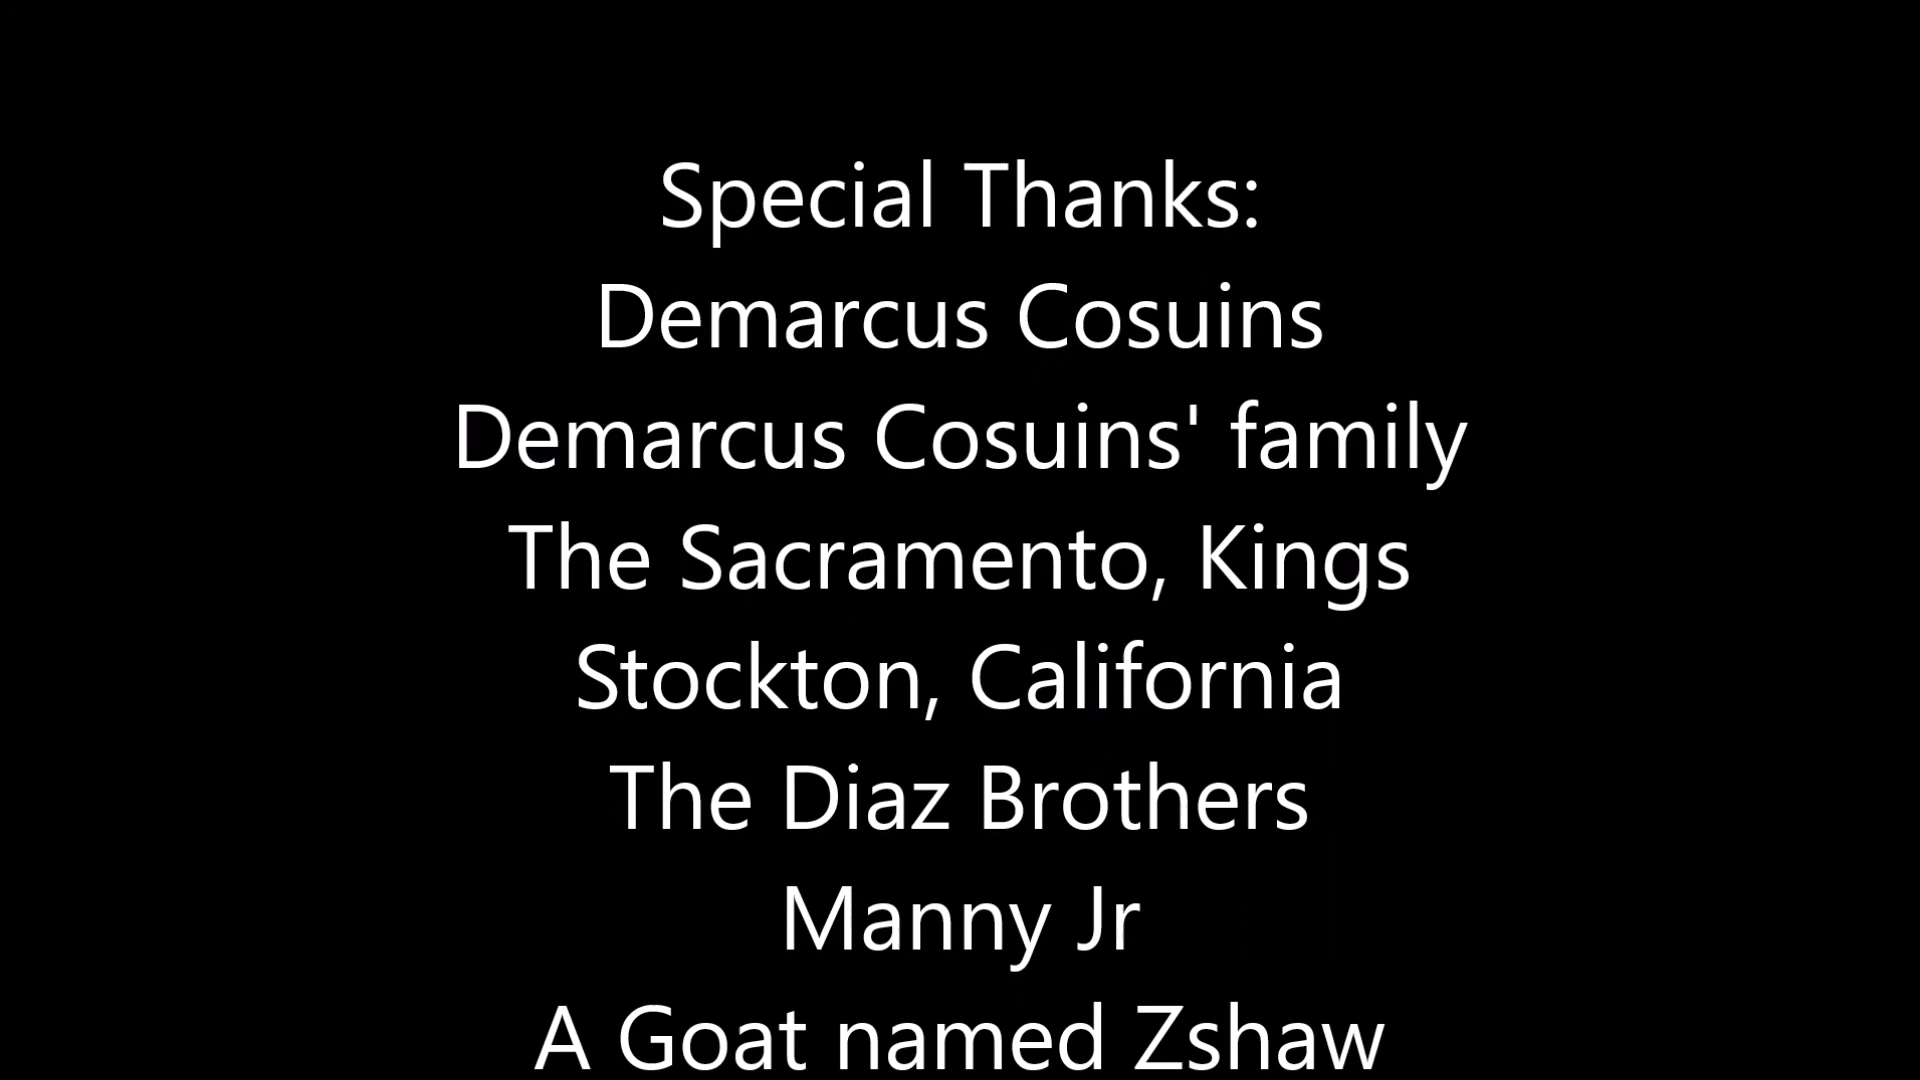 Special Thanks:
Demarcus Cosuins
Demarcus Cosuins' family
The Sacramento, Kings
Stockton, California
The Diaz Brothers
Manny Jr
A Goat named Zshaw